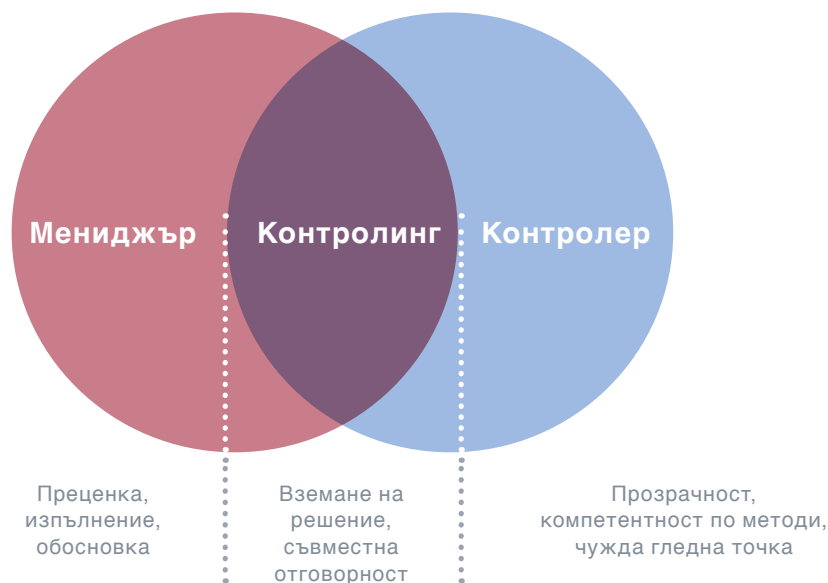 Мениджър
Контролинг
Контролер
Преценка,
изпълнение,
обосновка
Вземане на
решение,
съвместна
отговорност
Прозрачност,
компетентност по методи,
чужда гледна точка